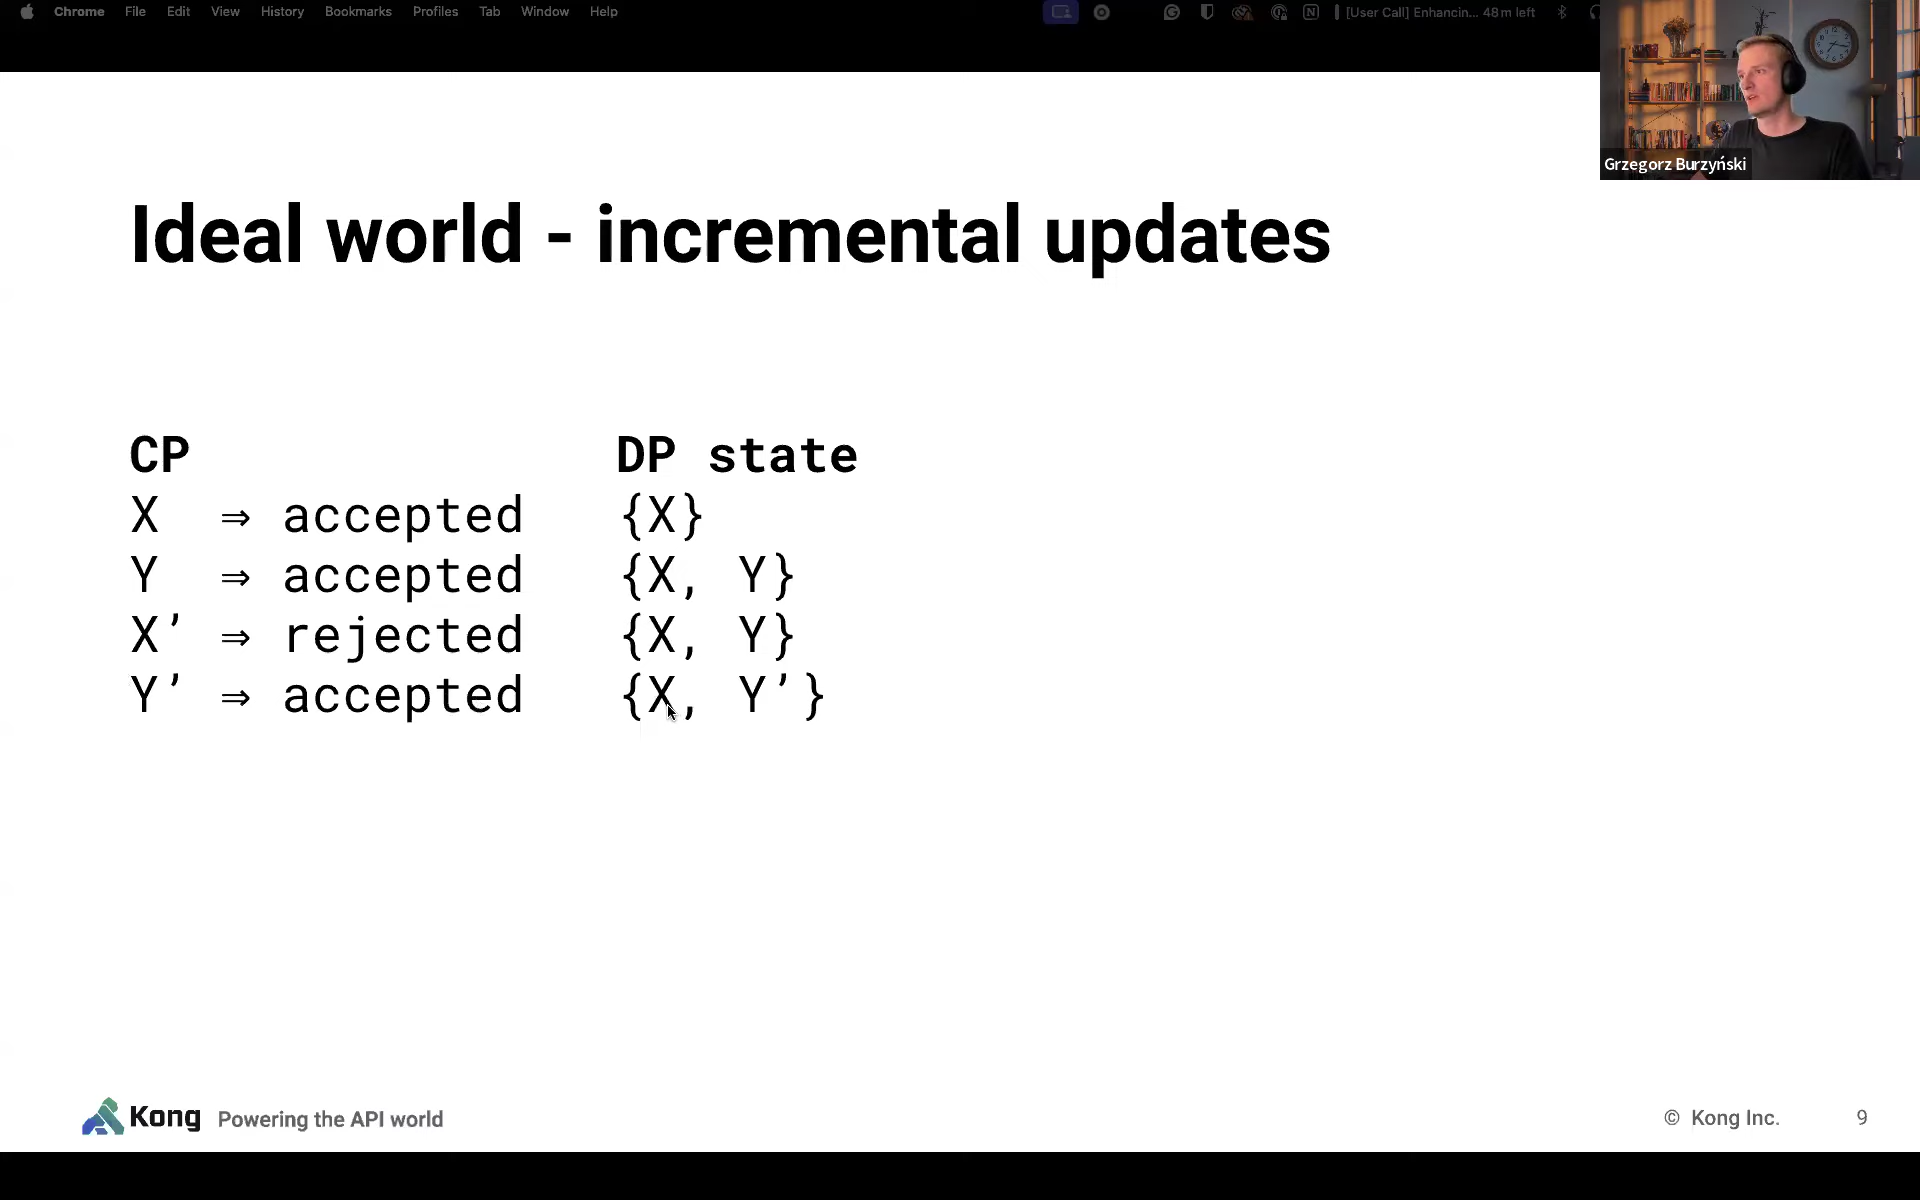 Chrome File Edit View History Bookmarks Profiles Tab Window Help
[User Call] Enhancin... 48 m left
Grzegorz Burzyński
Ideal world - incremental updates
CP DP state
X ⇒ accepted {X}
Y ⇒ accepted {X, Y}
X’ ⇒ rejected {X, Y}
Y’ ⇒ accepted {X, Y’}
Kong Powering the API world
© Kong Inc. 9